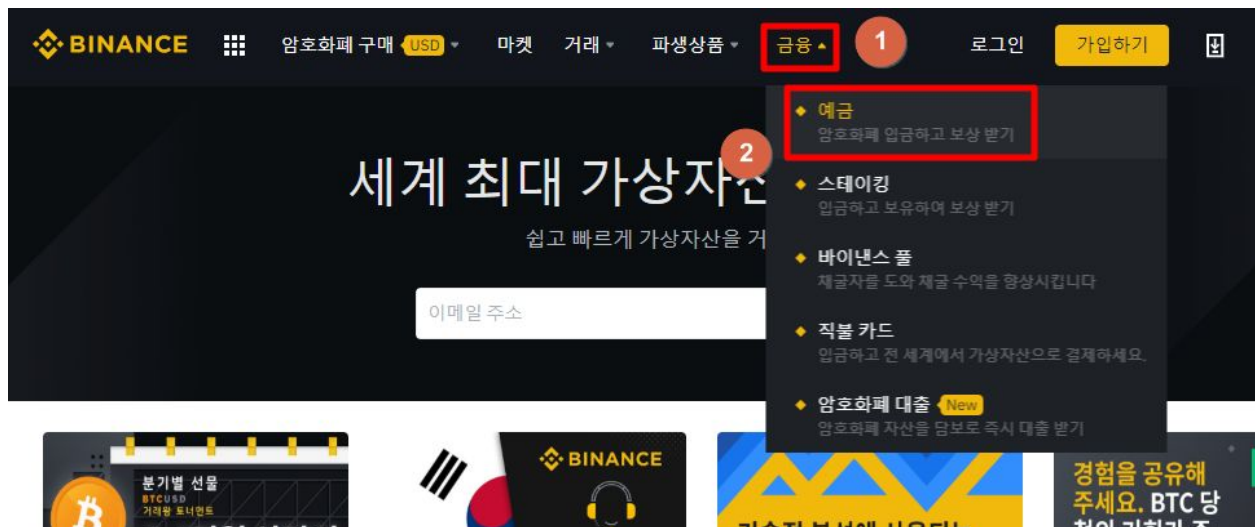 BINANCE 암호화폐 구매 USD 마켓 거래 파생상품 금융 1 로그인 가입하기
예금
암호화폐 입금하고 보상 받기
2
세계 최대 가상자산
스테이킹
입금하고 보유하여 보상 받기
쉽고 빠르게 가상자산을 거
바이낸스 풀
채굴자를 도와 채굴 수익을 향상시킵니다
이메일 주소
직불 카드
입금하고 전 세계에서 가상자산으로 결제하세요.
암호화폐 대출 New
암호화폐 자산을 담보로 즉시 대출 받기
분기별 선물
BTCUSD
거래왕 토너먼트
BINANCE
경험을 공유해
주세요. BTC 당